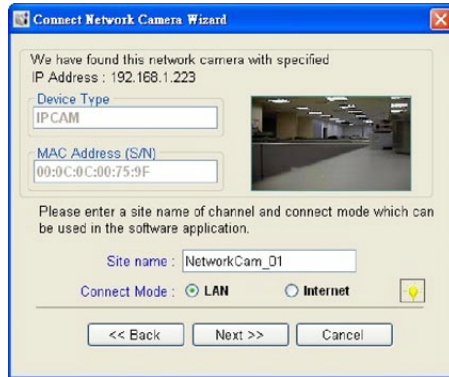 Connect Network Camera Wizard
We have found this network camera with specified
IP Address : 192.168.1.223
Device Type
IPCAM
MAC Address (S/N)
00:0C:0C:00:75:9F
Please enter a site name of channel and connect mode which can
be used in the software application.
Site name : NetworkCam_01
Connect Mode : LAN Internet
<< Back Next >> Cancel